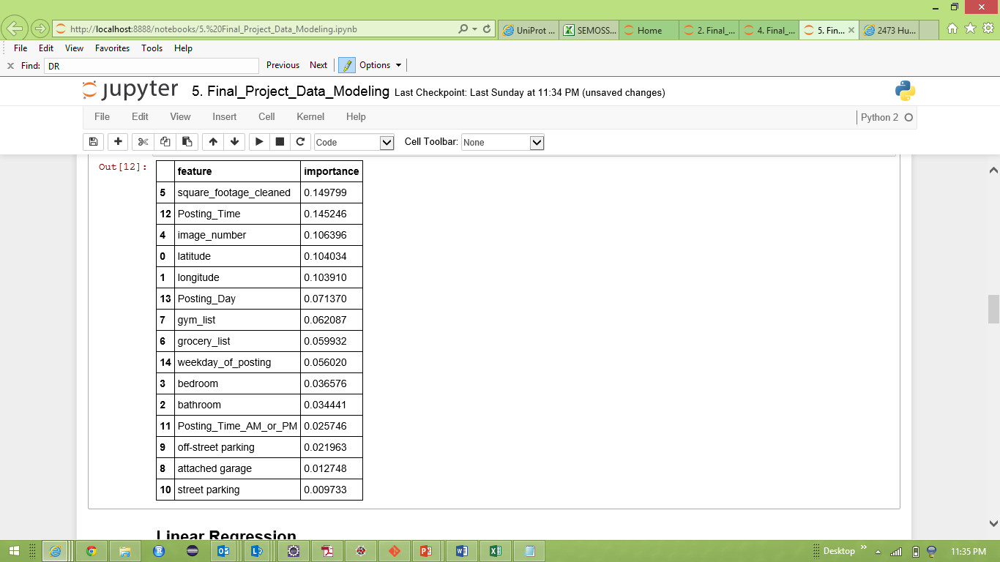 http://localhost:8888/notebooks/5.%20Final_Project_Data_Modeling.ipynb
UniProt ...
SEMOSS...
Home
2. Final_...
4. Final_...
5. Fin...
2473 Hu...
File Edit View Favorites Tools Help
Find: DR Previous Next Options
jupyter 5. Final_Project_Data_Modeling Last Checkpoint: Last Sunday at 11:34 PM (unsaved changes)
File Edit View Insert Cell Kernel Help Python 2
Code Cell Toolbar: None
Out[12]:
feature importance
5 square_footage_cleaned 0.149799
12 Posting_Time 0.145246
4 image_number 0.106396
0 latitude 0.104034
1 longitude 0.103910
13 Posting_Day 0.071370
7 gym_list 0.062087
6 grocery_list 0.059932
14 weekday_of_posting 0.056020
3 bedroom 0.036576
2 bathroom 0.034441
11 Posting_Time_AM_or_PM 0.025746
9 off-street parking 0.021963
8 attached garage 0.012748
10 street parking 0.009733
Linear Regression
Desktop 11:35 PM